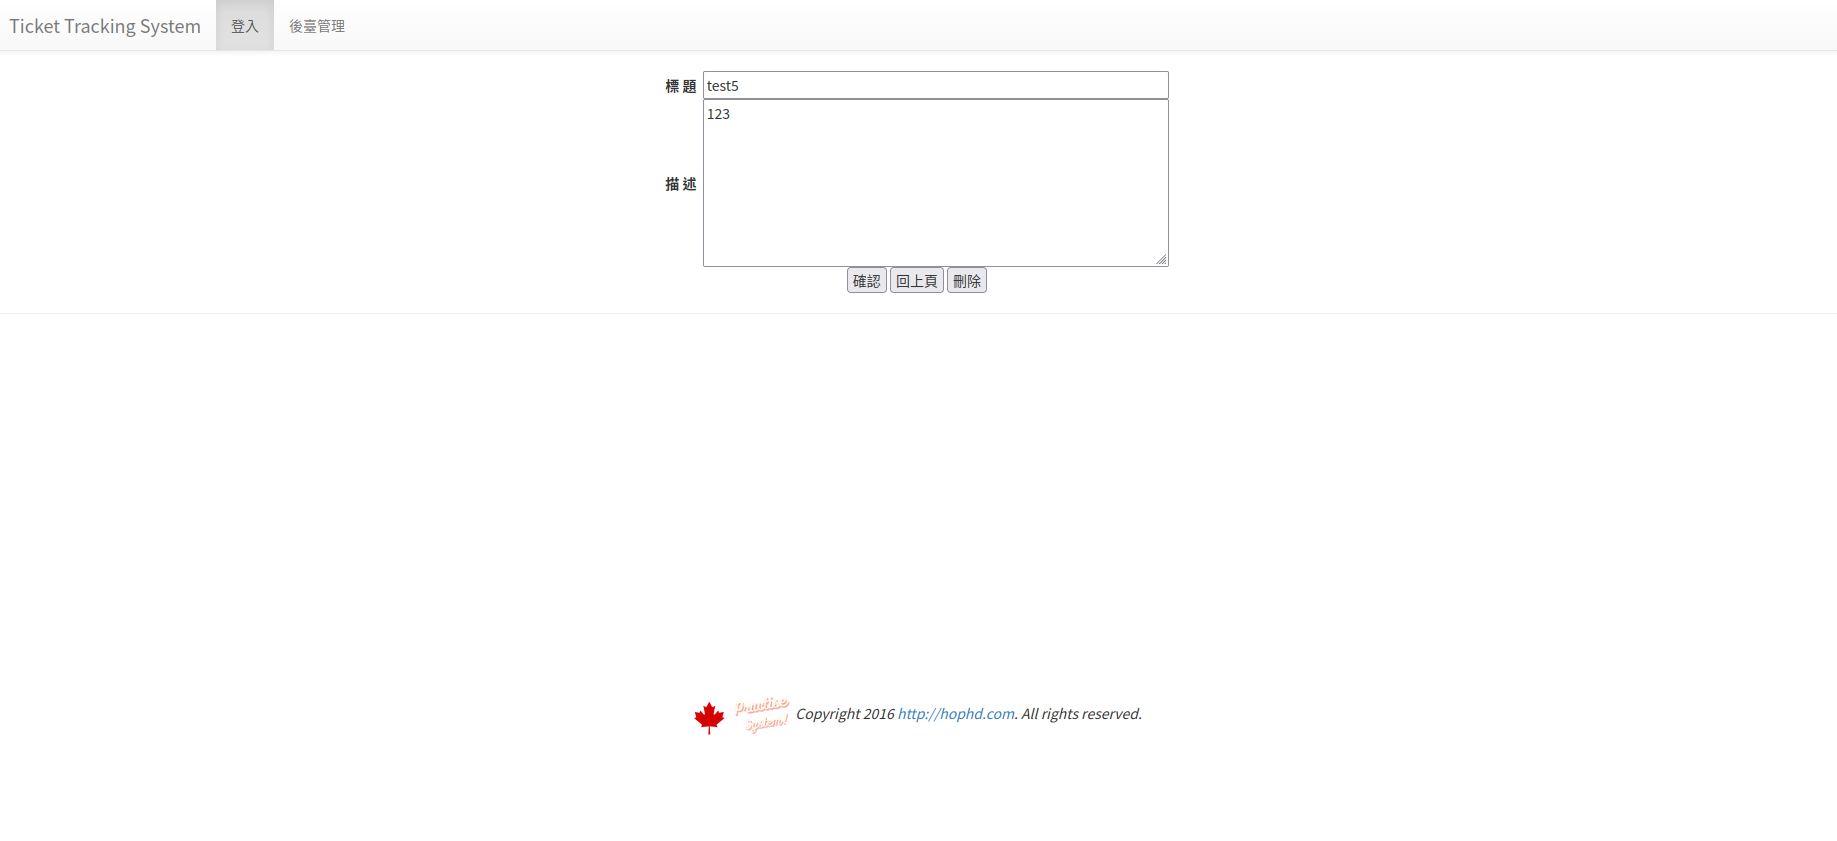 Ticket Tracking System 登入 後臺管理
標 題 test5
描 述 123
確認 回上頁 刪除
Practise System! Copyright 2016 http://hophd.com. All rights reserved.